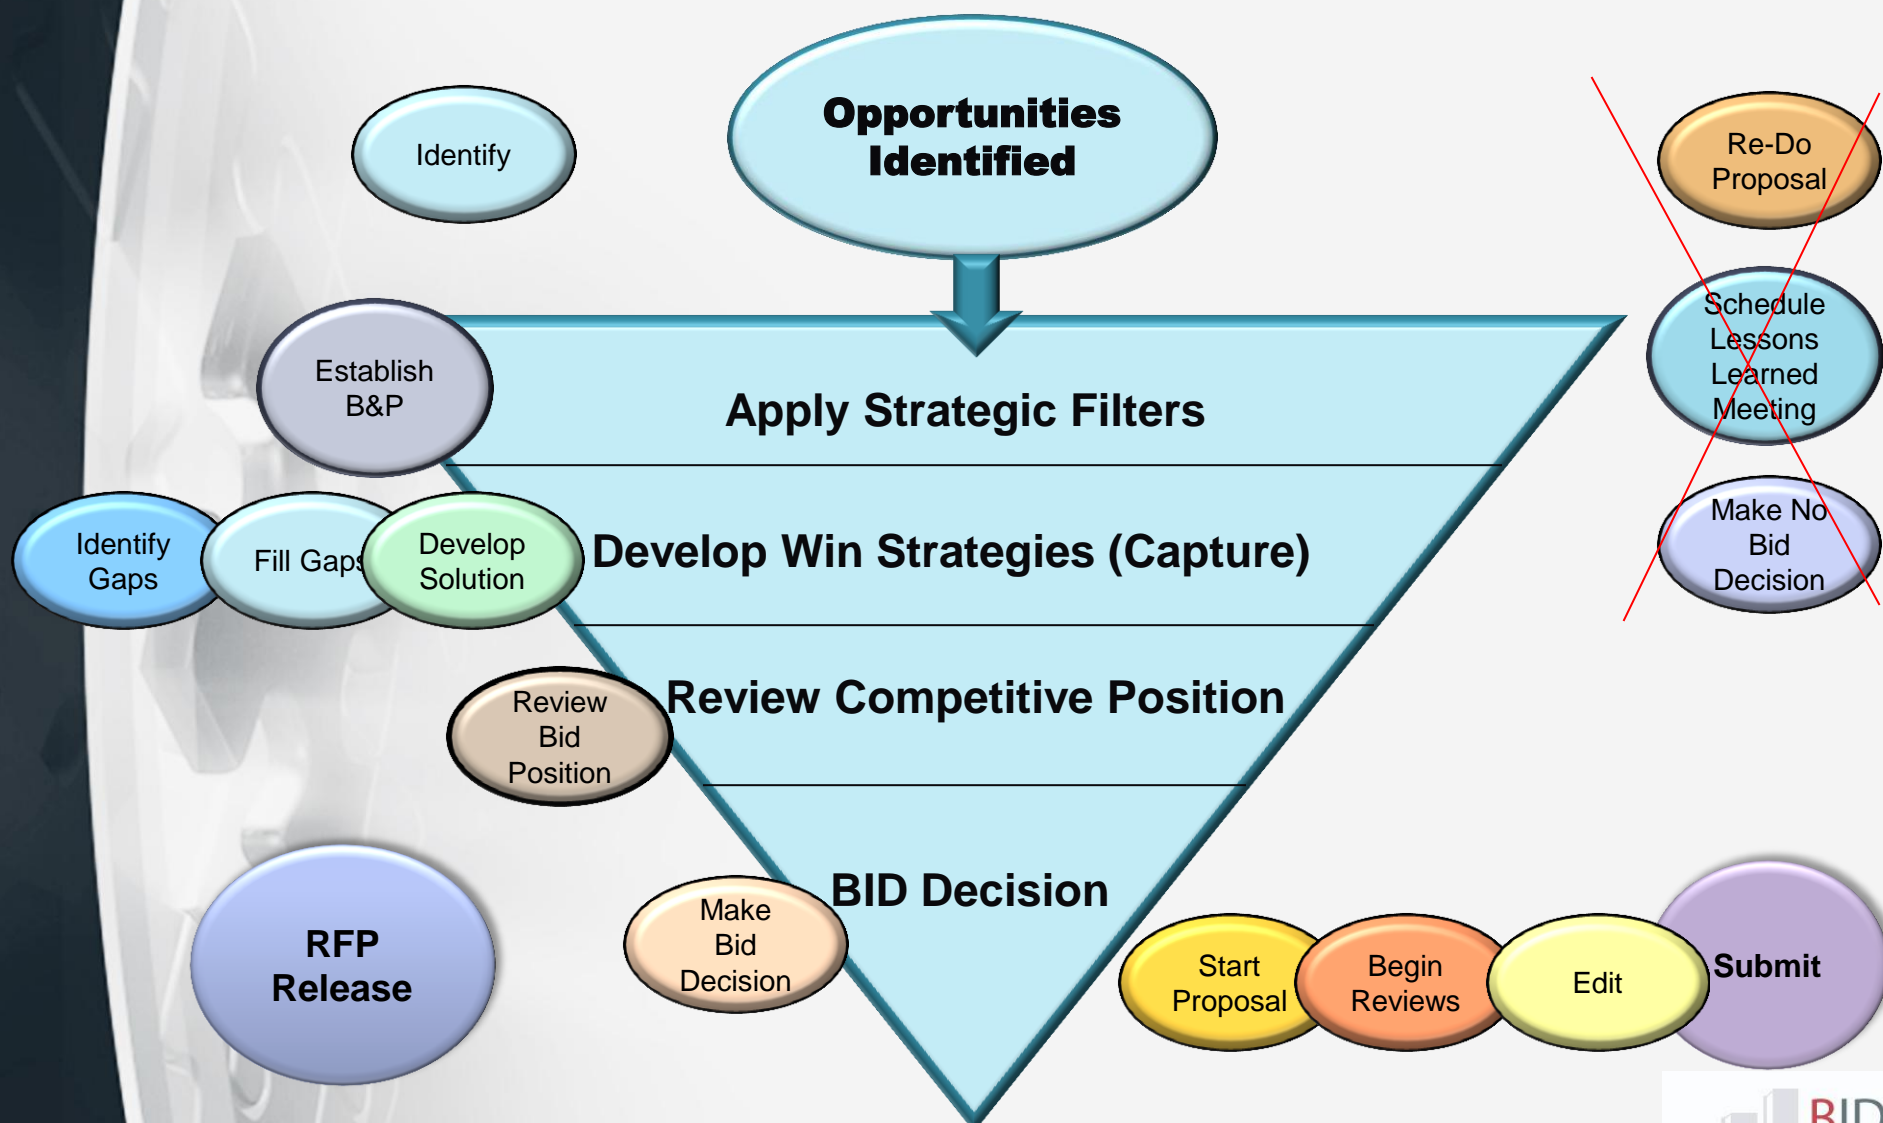 Opportunities
Identified
Identify
Re-Do
Proposal
Establish
B&P
Apply Strategic Filters
Schedule
Lessons
Learned
Meeting
Identify
Gaps
Fill Gaps
Develop
Solution
Develop Win Strategies (Capture)
Make No
Bid
Decision
Review
Bid
Position
Review Competitive Position
RFP
Release
Make
Bid
Decision
BID Decision
Start
Proposal
Begin
Reviews
Edit
Submit
BID